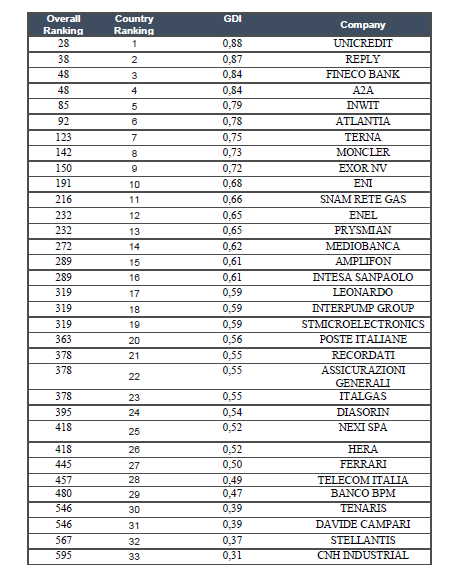 Overall Ranking Country Ranking GDI Company
28 1 0,88 UNICREDIT
38 2 0,87 REPLY
48 3 0,84 FINECO BANK
48 4 0,84 A2A
85 5 0,79 INWIT
92 6 0,78 ATLANTIA
123 7 0,75 TERNA
142 8 0,73 MONCLER
150 9 0,72 EXOR NV
191 10 0,68 ENI
216 11 0,66 SNAM RETE GAS
232 12 0,65 ENEL
232 13 0,65 PRYSMIAN
272 14 0,62 MEDIOBANCA
289 15 0,61 AMPLIFON
289 16 0,61 INTESA SANPAOLO
319 17 0,59 LEONARDO
319 18 0,59 INTERPUMP GROUP
319 19 0,59 STMICROELECTRONICS
363 20 0,56 POSTE ITALIANE
378 21 0,55 RECORDATI
378 22 0,55 ASSICURAZIONI GENERALI
378 23 0,55 ITALGAS
395 24 0,54 DIASORIN
418 25 0,52 NEXI SPA
418 26 0,52 HERA
445 27 0,50 FERRARI
457 28 0,49 TELECOM ITALIA
480 29 0,47 BANCO BPM
546 30 0,39 TENARIS
546 31 0,39 DAVIDE CAMPARI
567 32 0,37 STELLANTIS
595 33 0,31 CNH INDUSTRIAL